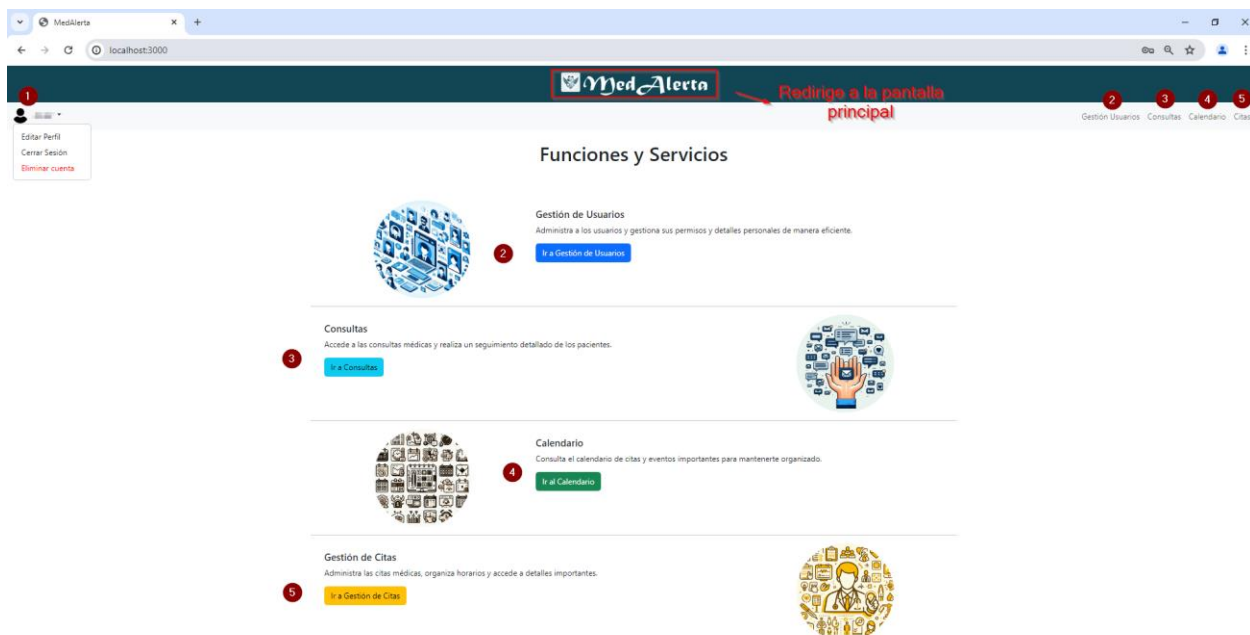 MedAlerta
localhost:3000
MedAlerta
Redirige a la pantalla
principal
1
2
3
4
5
Gestión Usuarios Consultas Calendario Citas
Editar Perfil
Cerrar Sesión
Eliminar cuenta
Funciones y Servicios
Gestión de Usuarios
Administra a los usuarios y gestiona sus permisos y detalles personales de manera eficiente.
2
Ir a Gestión de Usuarios
Consultas
Accede a las consultas médicas y realiza un seguimiento detallado de los pacientes.
3
Ir a Consultas
Calendario
Consulta el calendario de citas y eventos importantes para mantenerte organizado.
4
Ir al Calendario
Gestión de Citas
Administra las citas médicas, organiza horarios y accede a detalles importantes.
5
Ir a Gestión de Citas